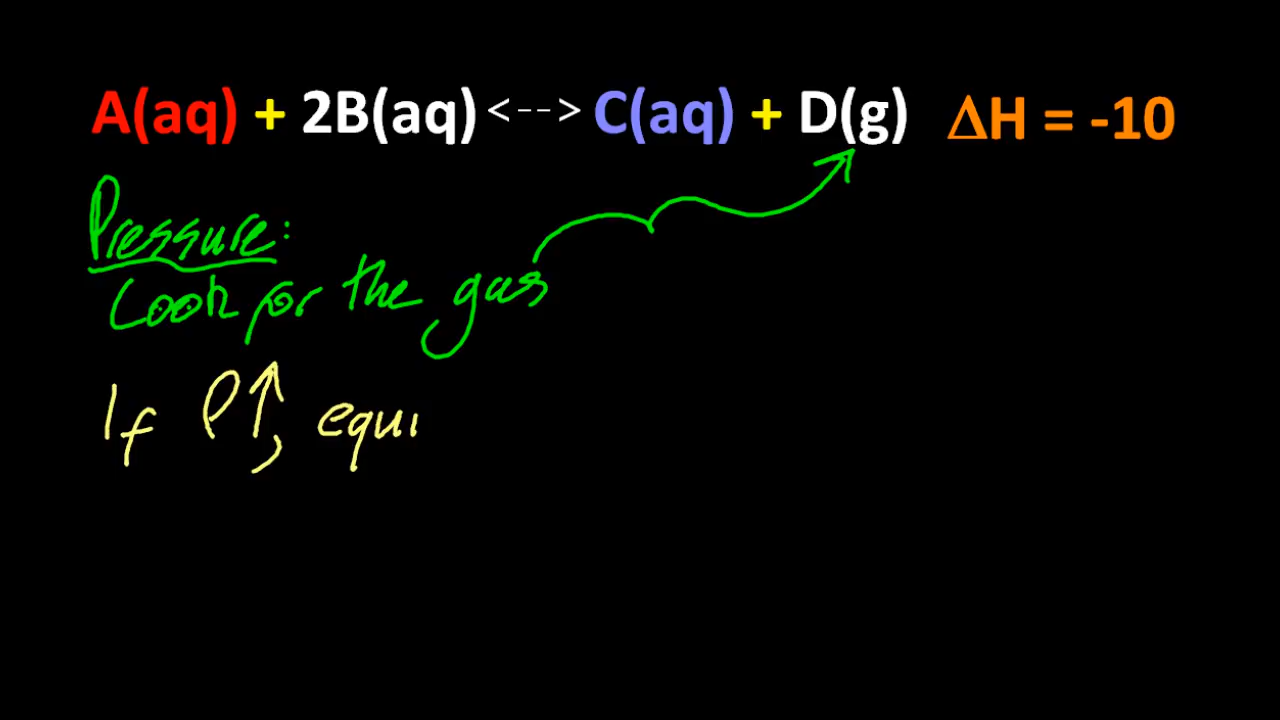 A(aq) + 2B(aq) <--> C(aq) + D(g) ΔH = -10
Pressure:
Look for the gas
If P↑, equi